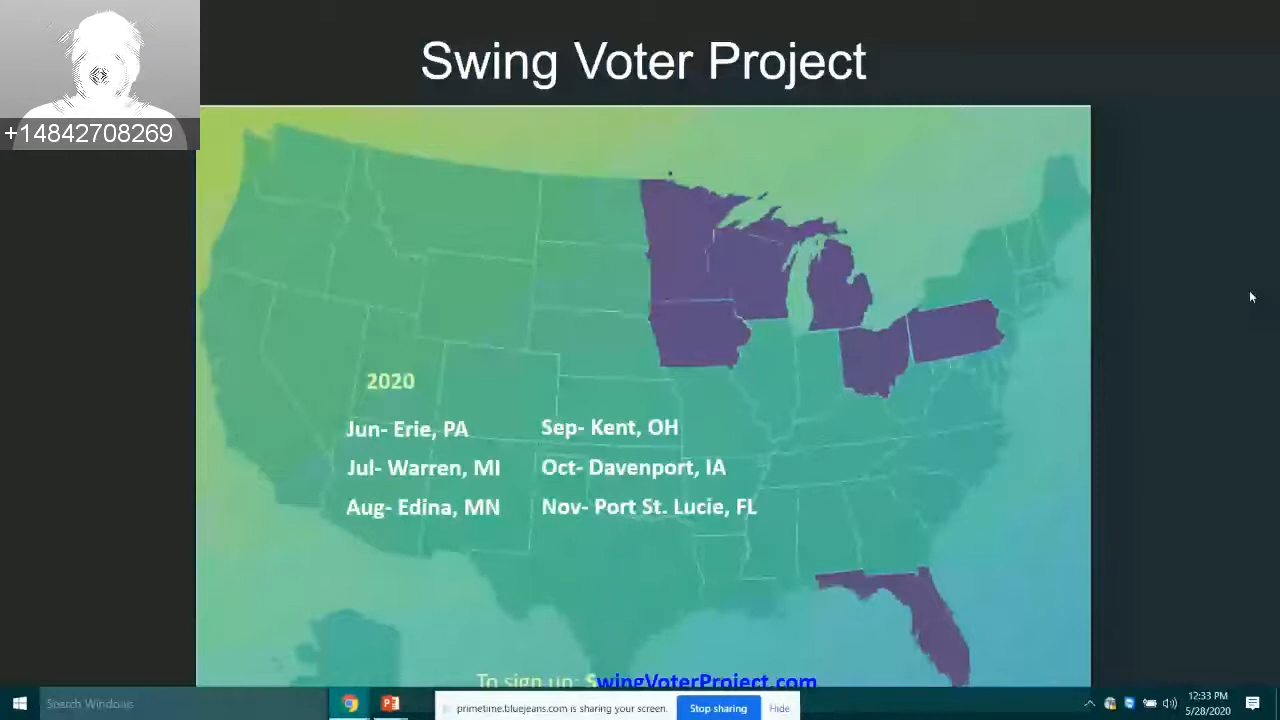 Swing Voter Project
+14842708269
2020
Jun- Erie, PA
Jul- Warren, MI
Aug- Edina, MN
Sep- Kent, OH
Oct- Davenport, IA
Nov- Port St. Lucie, FL
To sign up: SwingVoterProject.com
Search Windows
primetime.bluejeans.com is sharing your screen.
Stop sharing
Hide
12:33 PM
5/28/2020